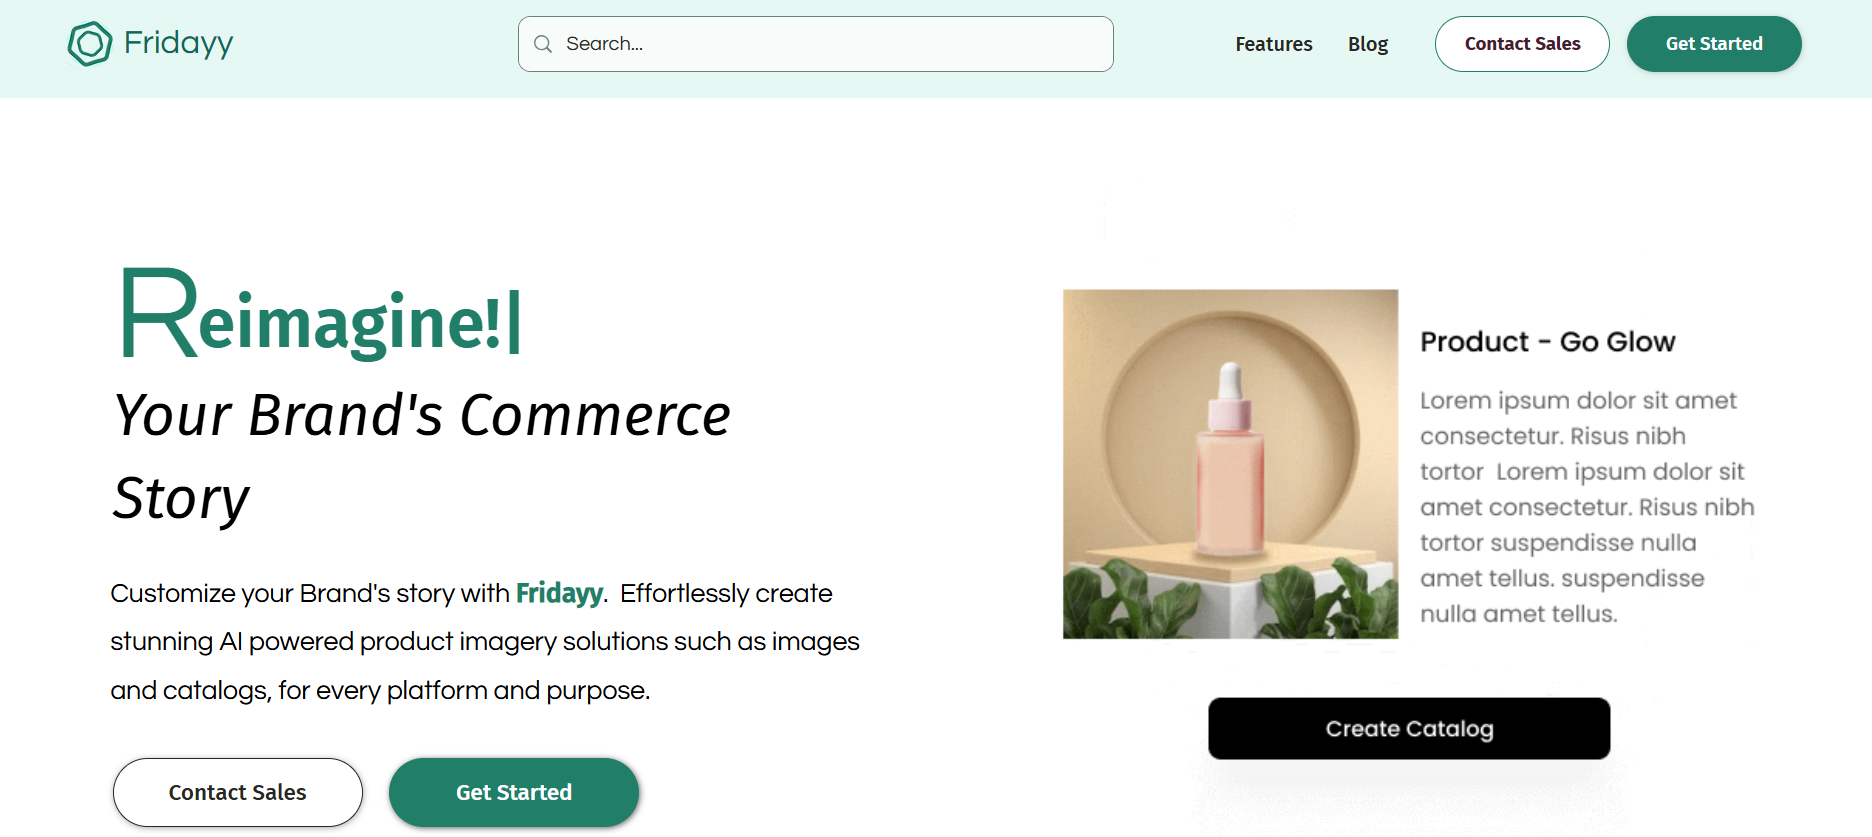 Fridayy
Search...
Features
Blog
Contact Sales
Get Started
Reimagine!|
Your Brand's Commerce
Story
Customize your Brand's story with Fridayy.  Effortlessly create
stunning AI powered product imagery solutions such as images
and catalogs, for every platform and purpose.
Contact Sales
Get Started
Product - Go Glow
Lorem ipsum dolor sit amet
consectetur. Risus nibh
tortor  Lorem ipsum dolor sit
amet consectetur. Risus nibh
tortor suspendisse nulla
amet tellus. suspendisse
nulla amet tellus.
Create Catalog